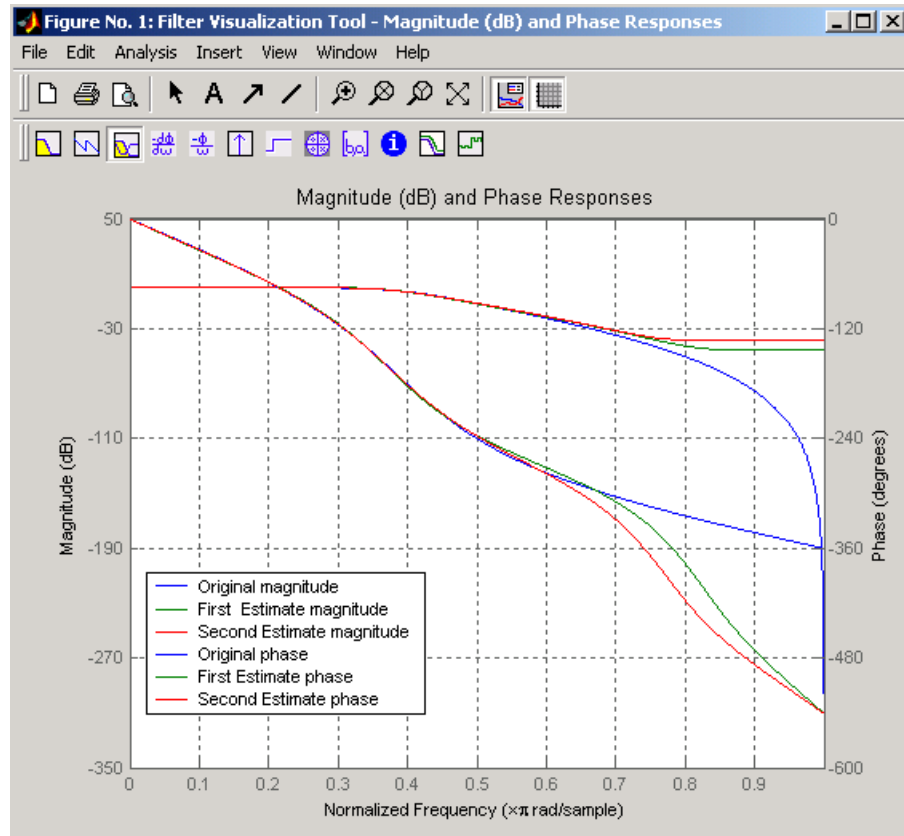 Figure No. 1: Filter Visualization Tool - Magnitude (dB) and Phase Responses
File Edit Analysis Insert View Window Help
A
-dΦ
dω
-Φ
ω
[b,a]
i
Magnitude (dB) and Phase Responses
50
-30
-110
-190
-270
-350
Magnitude (dB)
0
-120
-240
-360
-480
-600
Phase (degrees)
Original magnitude
First Estimate magnitude
Second Estimate magnitude
Original phase
First Estimate phase
Second Estimate phase
0 0.1 0.2 0.3 0.4 0.5 0.6 0.7 0.8 0.9
Normalized Frequency (×π rad/sample)